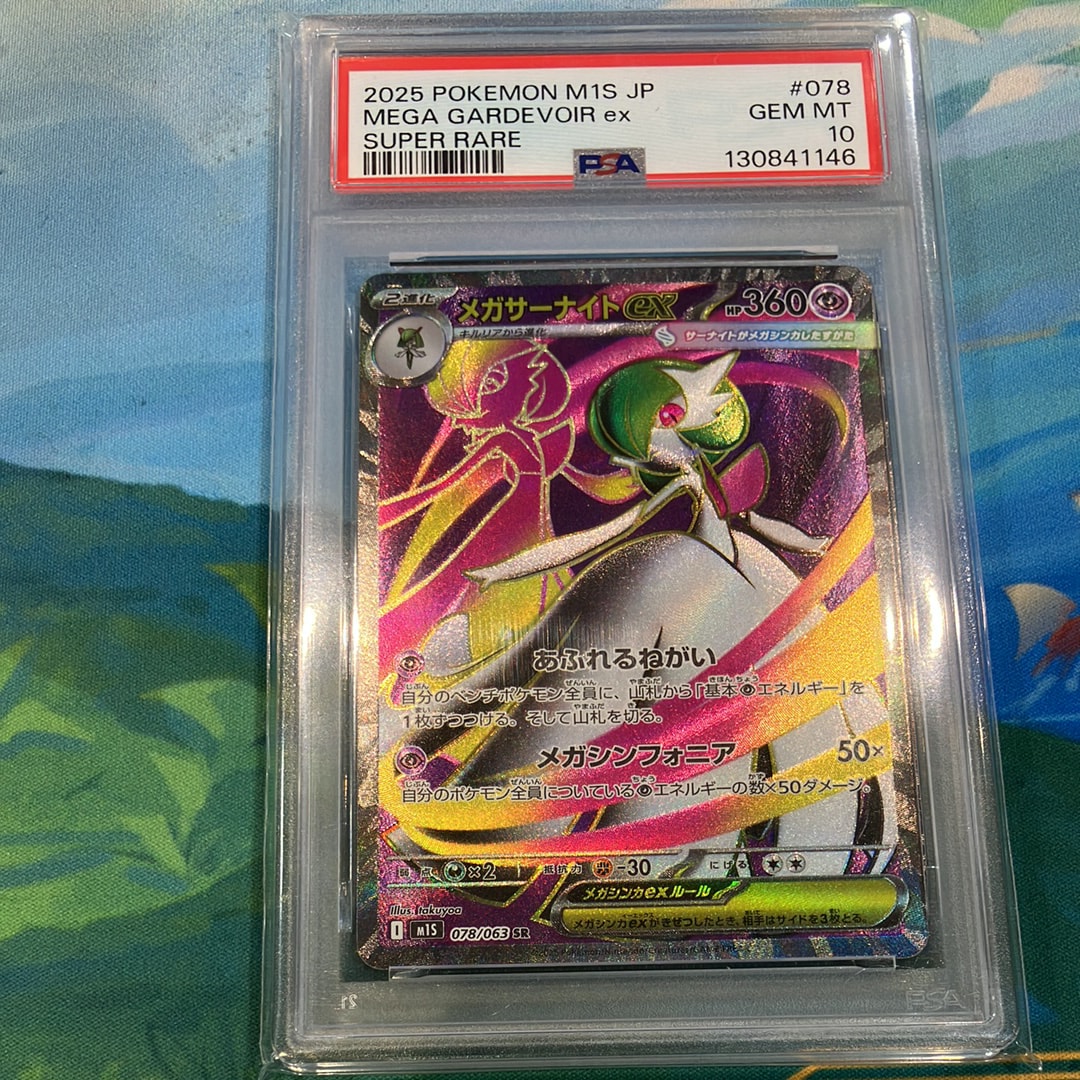 2025 POKEMON M1S JP #078
MEGA GARDEVOIR ex GEM MT
SUPER RARE 10
PSA 130841146
2進化 メガサーナイトex HP360
キルリアから進化 サーナイトがメガシンカしたすがた
あふれるねがい
自分のベンチポケモン全員に、山札から「基本エネルギー」を
1枚ずつつける。そして山札を切る。
メガシンフォニア 50×
自分のポケモン全員についているエネルギーの数×50ダメージ。
弱点 ×2 抵抗力 -30 にげる
メガシンカexルール
メガシンカexがきぜつしたとき、相手はサイドを3枚とる。
Illus. takuyoa
I M1S 078/063 SR
PSA